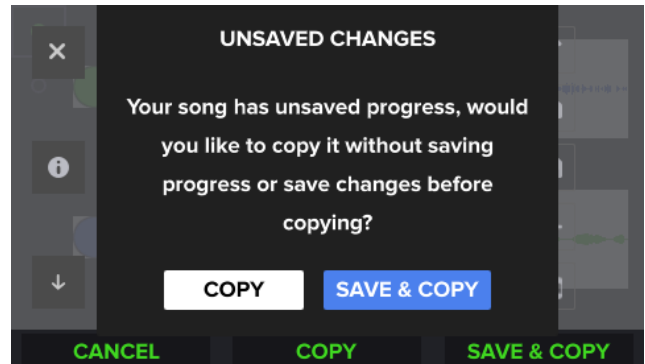 UNSAVED CHANGES
Your song has unsaved progress, would
you like to copy it without saving
progress or save changes before
copying?
COPY
SAVE & COPY
CANCEL
COPY
SAVE & COPY